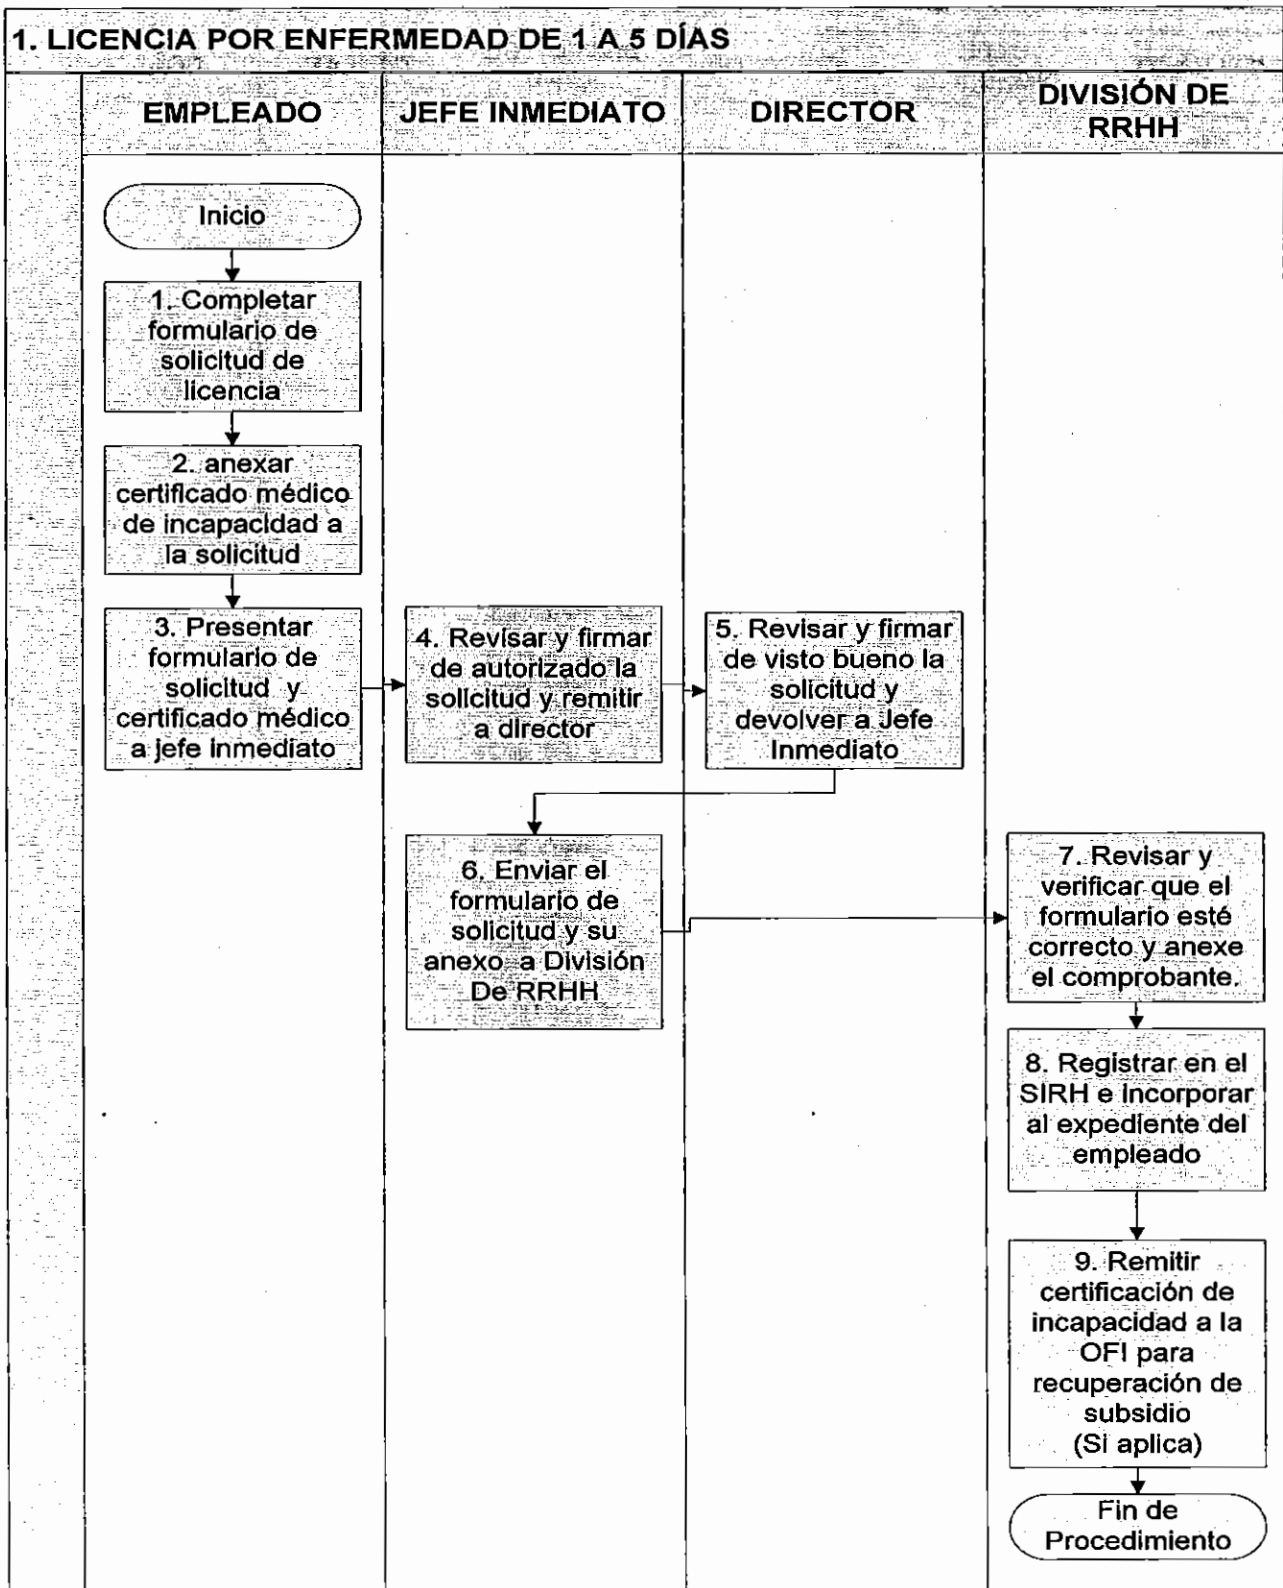 1. LICENCIA POR ENFERMEDAD DE 1 A 5 DÍAS
EMPLEADO
JEFE INMEDIATO
DIRECTOR
DIVISIÓN DE
RRHH
Inicio
1. Completar
formulario de
solicitud de
licencia
2. anexar
certificado médico
de incapacidad a
la solicitud
3. Presentar
formulario de
solicitud y
certificado médico
a jefe inmediato
4. Revisar y firmar
de autorizado la
solicitud y remitir
a director
5. Revisar y firmar
de visto bueno la
solicitud y
devolver a Jefe
Inmediato
6. Enviar el
formulario de
solicitud y su
anexo a División
De RRHH
7. Revisar y
verificar que el
formulario esté
correcto y anexe
el comprobante.
8. Registrar en el
SIRH e incorporar
al expediente del
empleado
9. Remitir
certificación de
incapacidad a la
OFI para
recuperación de
subsidio
(Si aplica)
Fin de
Procedimiento